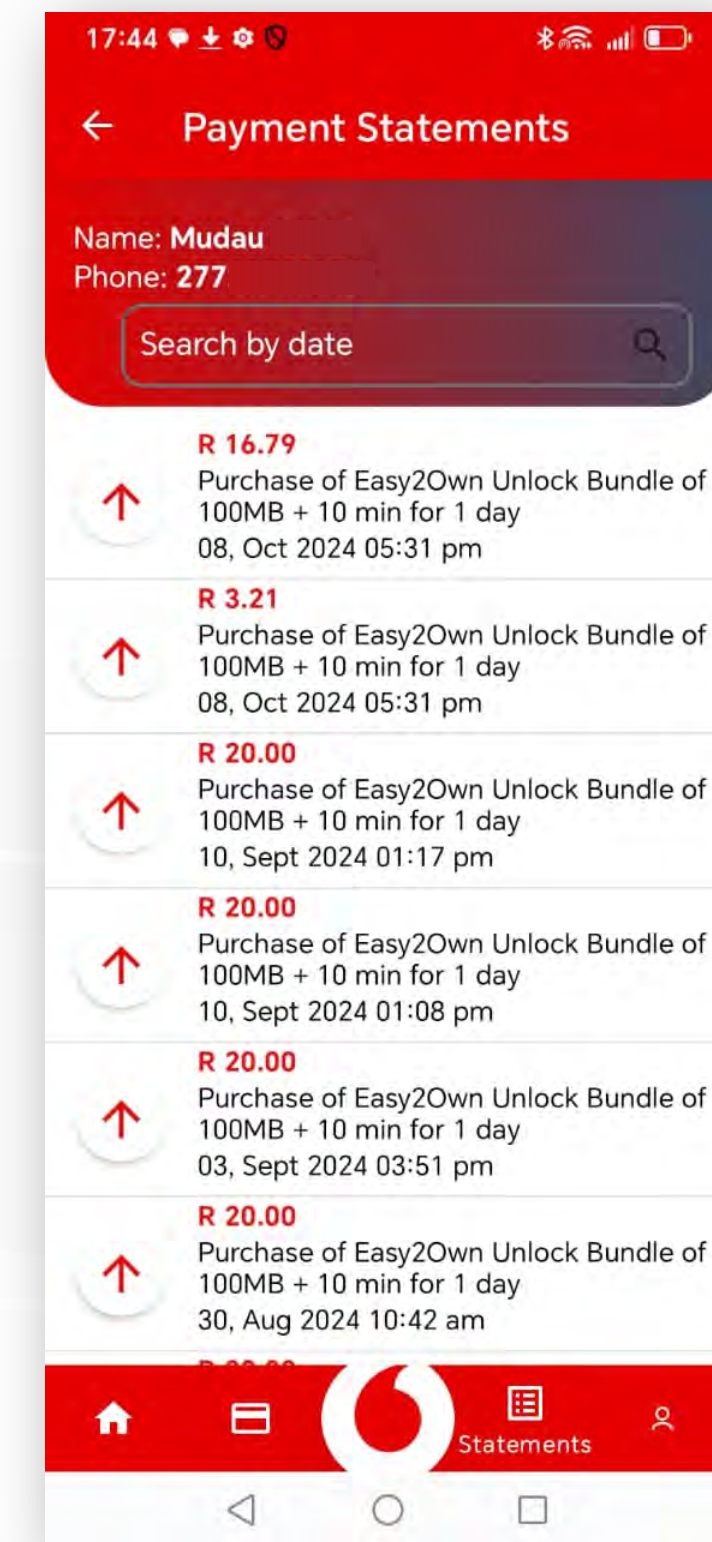 17:44
Payment Statements
Name: Mudau
Phone: 277
Search by date
R 16.79
Purchase of Easy2Own Unlock Bundle of
100MB + 10 min for 1 day
08, Oct 2024 05:31 pm
R 3.21
Purchase of Easy2Own Unlock Bundle of
100MB + 10 min for 1 day
08, Oct 2024 05:31 pm
R 20.00
Purchase of Easy2Own Unlock Bundle of
100MB + 10 min for 1 day
10, Sept 2024 01:17 pm
R 20.00
Purchase of Easy2Own Unlock Bundle of
100MB + 10 min for 1 day
10, Sept 2024 01:08 pm
R 20.00
Purchase of Easy2Own Unlock Bundle of
100MB + 10 min for 1 day
03, Sept 2024 03:51 pm
R 20.00
Purchase of Easy2Own Unlock Bundle of
100MB + 10 min for 1 day
30, Aug 2024 10:42 am
Statements